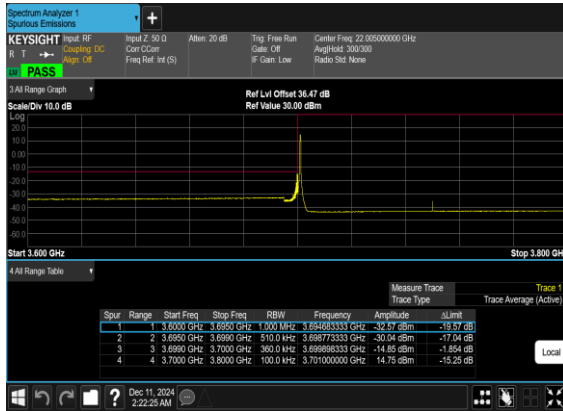 Spectrum Analyzer 1
Spurious Emissions
+
KEYSIGHT Input: RF Input Z: 50 Ω Atten: 20 dB Trig: Free Run Center Freq: 22.005000000 GHz
R T Coupling: DC Corr CCorr Gate: Off Avg|Hold: 300/300
Align: Off Freq Ref: Int (S) IF Gain: Low Radio Std: None
PASS
3 All Range Graph
Ref Lvl Offset 36.47 dB
Scale/Div 10.0 dB Ref Value 30.00 dBm
Log
20.0
10.0
0.00
-10.0
-20.0
-30.0
-40.0
-50.0
-60.0
Start 3.600 GHz Stop 3.800 GH
4 All Range Table
Measure Trace Trace 1
Trace Type Trace Average (Active)
Spur Range Start Freq Stop Freq RBW Frequency Amplitude ΔLimit
1 1 3.6000 GHz 3.6950 GHz 1.000 MHz 3.694683333 GHz -32.57 dBm -19.57 dB
2 2 3.6950 GHz 3.6990 GHz 510.0 kHz 3.698773333 GHz -30.04 dBm -17.04 dB
3 3 3.6990 GHz 3.7000 GHz 360.0 kHz 3.699898333 GHz -14.85 dBm -1.854 dB
4 4 3.7000 GHz 3.8000 GHz 100.0 kHz 3.701000000 GHz 14.75 dBm -15.25 dB
Local
? Dec 11, 2024
2:22:25 AM